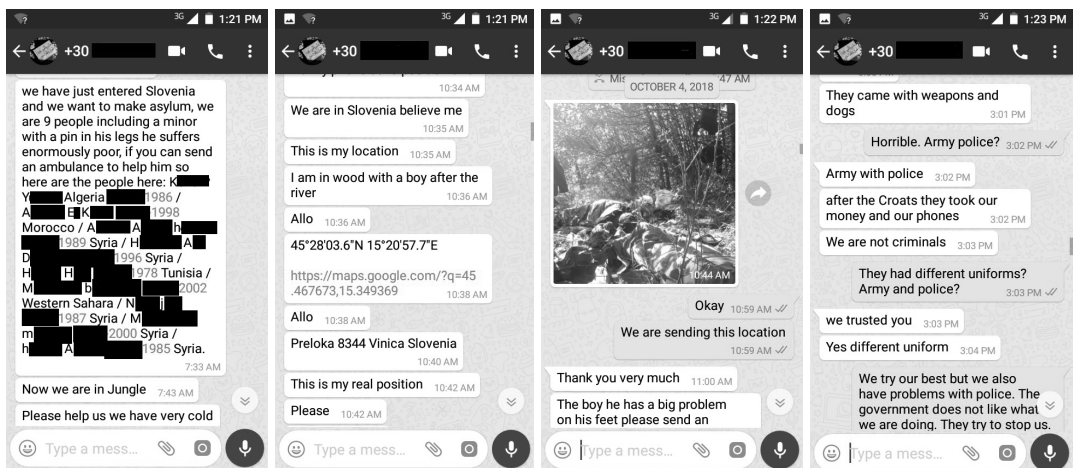 3G 1:21 PM
+30
we have just entered Slovenia
and we want to make asylum, we
are 9 people including a minor
with a pin in his legs he suffers
enormously poor, if you can send
an ambulance to help him so
here are the people here: K
Y Algeria 1986 /
A E K 1998
Morocco / A A h
1989 Syria / H A
D 1996 Syria /
H H 1978 Tunisia /
M b 2002
Western Sahara / N i
1987 Syria / M
m 2000 Syria /
h A 1985 Syria.
7:33 AM
Now we are in Jungle 7:43 AM
Please help us we have very cold
Type a mess...
3G 1:21 PM
+30
10:34 AM
We are in Slovenia believe me
10:35 AM
This is my location 10:35 AM
I am in wood with a boy after the
river
10:36 AM
Allo
10:36 AM
45°28'03.6"N 15°20'57.7"E
https://maps.google.com/?q=45
.467673,15.349369
10:38 AM
Allo
10:38 AM
Preloka 8344 Vinica Slovenia
10:40 AM
This is my real position 10:42 AM
Please 10:42 AM
Type a mess...
3G 1:22 PM
+30
Mis 47 AM
OCTOBER 4, 2018
10:44 AM
Okay 10:59 AM
We are sending this location
10:59 AM
Thank you very much 11:00 AM
The boy he has a big problem
on his feet please send an
Type a mess...
3G 1:23 PM
+30
They came with weapons and
dogs
3:01 PM
Horrible. Army police? 3:02 PM
Army with police 3:02 PM
after the Croats they took our
money and our phones
3:02 PM
We are not criminals 3:03 PM
They had different uniforms?
Army and police?
3:03 PM
we trusted you 3:03 PM
Yes different uniform 3:04 PM
We try our best but we also
have problems with police. The
government does not like what
we are doing. They try to stop us.
Type a mess...